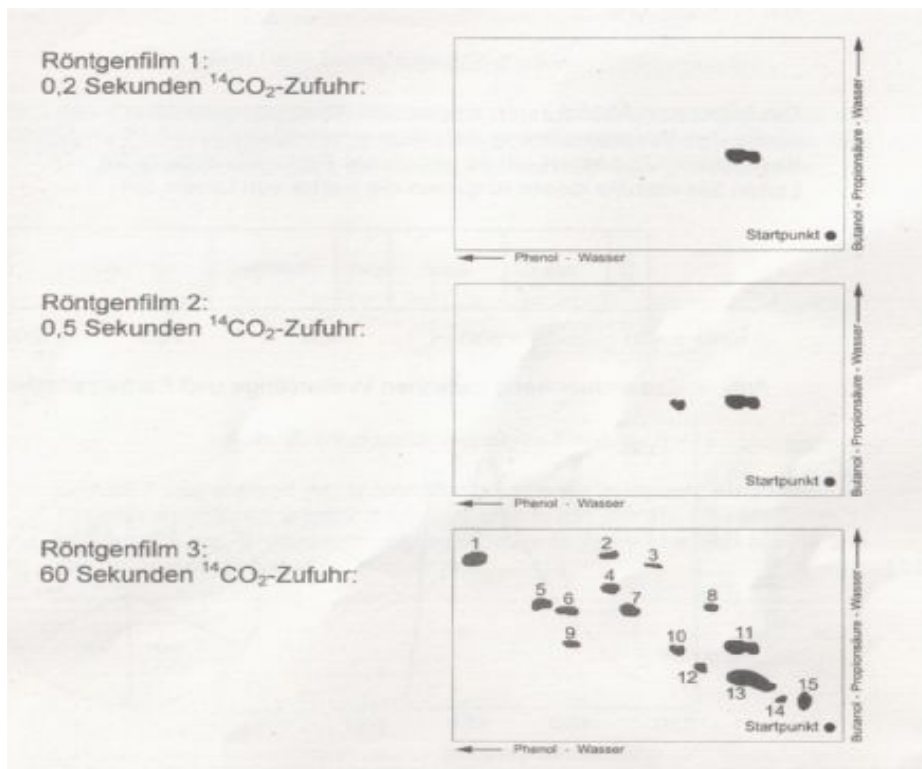 Röntgenfilm 1:
0,2 Sekunden ¹⁴CO₂-Zufuhr:
Startpunkt
Phenol - Wasser
Butanol - Propionsäure - Wasser
Röntgenfilm 2:
0,5 Sekunden ¹⁴CO₂-Zufuhr:
Startpunkt
Phenol - Wasser
Butanol - Propionsäure - Wasser
Röntgenfilm 3:
60 Sekunden ¹⁴CO₂-Zufuhr:
1
2
3
4
5
6
7
8
9
10
11
12
13
14
15
Startpunkt
Phenol - Wasser
Butanol - Propionsäure - Wasser